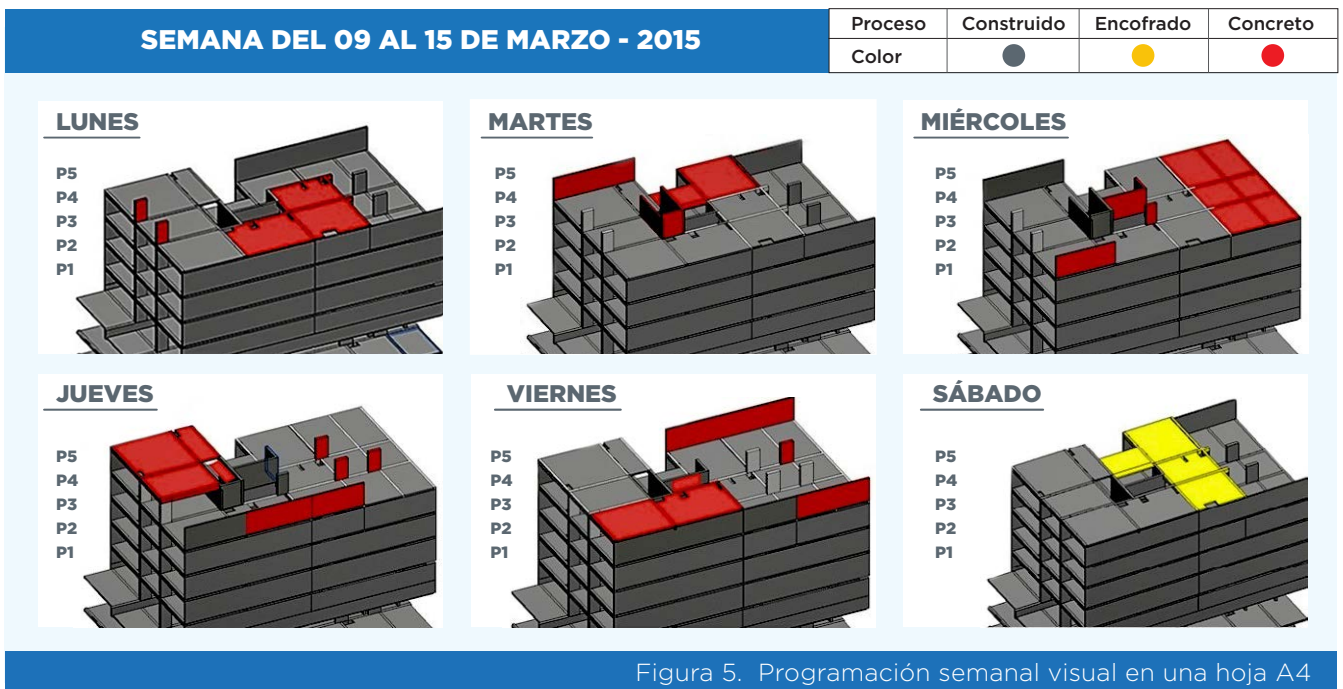 SEMANA DEL 09 AL 15 DE MARZO - 2015
Proceso Construido Encofrado Concreto
Color
LUNES
P5
P4
P3
P2
P1
MARTES
P5
P4
P3
P2
P1
MIÉRCOLES
P5
P4
P3
P2
P1
JUEVES
P5
P4
P3
P2
P1
VIERNES
P5
P4
P3
P2
P1
SÁBADO
P5
P4
P3
P2
P1
Figura 5. Programación semanal visual en una hoja A4